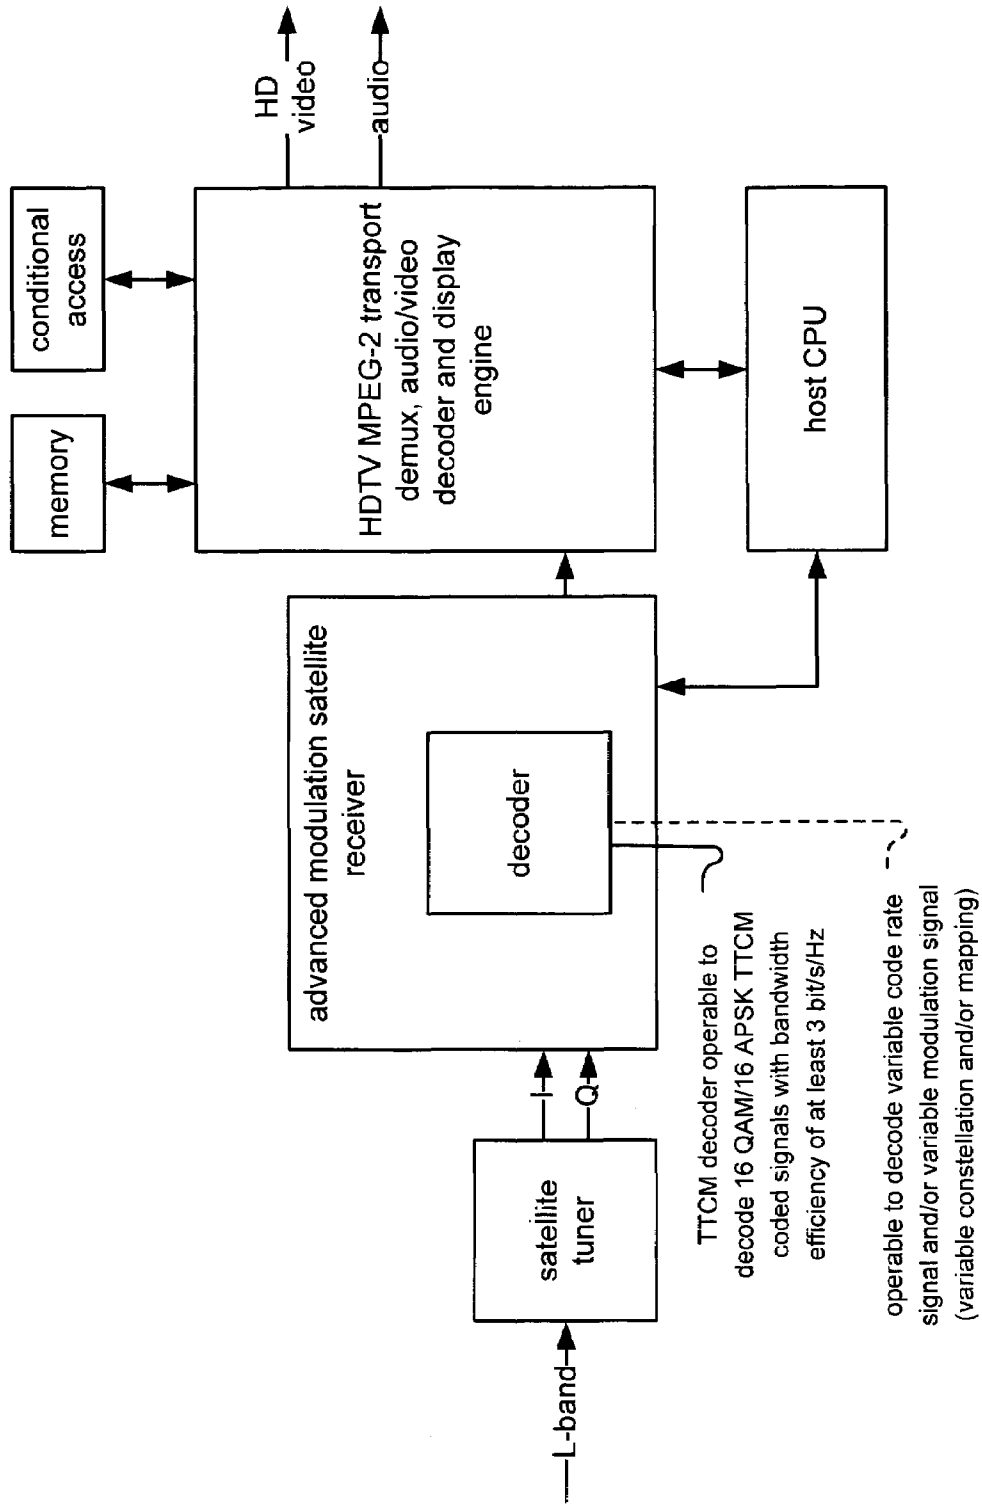 L-band
satellite
tuner
I
Q
advanced modulation satellite
receiver
decoder
TTCM decoder operable to
decode 16 QAM/16 APSK TTCM
coded signals with bandwidth
efficiency of at least 3 bit/s/Hz
operable to decode variable code rate
signal and/or variable modulation signal
(variable constellation and/or mapping)
memory
conditional
access
HDTV MPEG-2 transport
demux, audio/video
decoder and display
engine
host CPU
HD
video
audio